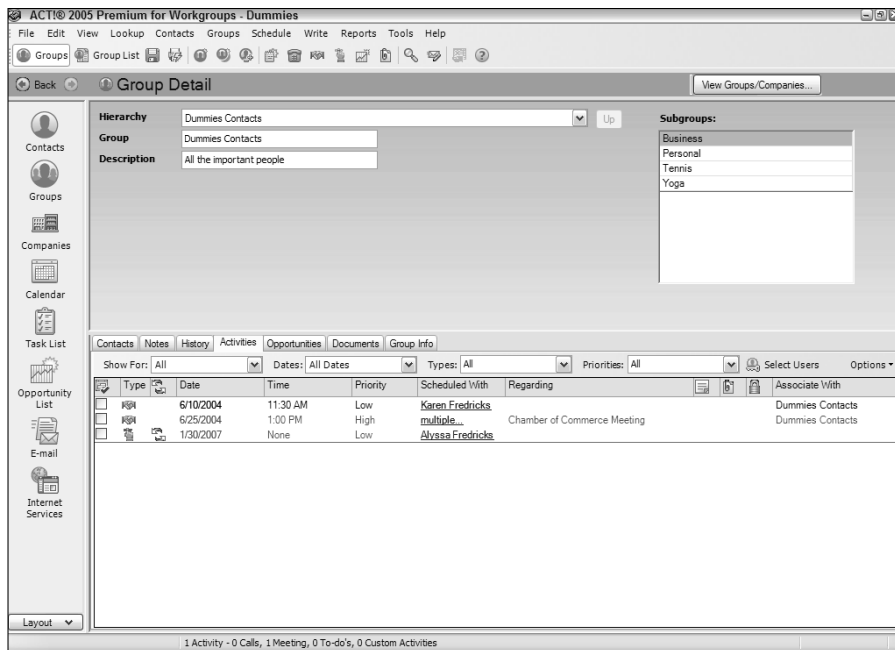 ACT!® 2005 Premium for Workgroups - Dummies
File Edit View Lookup Contacts Groups Schedule Write Reports Tools Help
Groups Group List
Back Group Detail View Groups/Companies...
Hierarchy Dummies Contacts Up
Group Dummies Contacts
Description All the important people
Subgroups:
Business
Personal
Tennis
Yoga
Contacts
Groups
Companies
Calendar
Task List
Opportunity
List
E-mail
Internet
Services
Layout
Contacts Notes History Activities Opportunities Documents Group Info
Show For: All Dates: All Dates Types: All Priorities: All Select Users Options
Type Date Time Priority Scheduled With Regarding Associate With
6/10/2004 11:30 AM Low Karen Fredricks Dummies Contacts
6/25/2004 1:00 PM High multiple... Chamber of Commerce Meeting Dummies Contacts
1/30/2007 None Low Alyssa Fredricks
1 Activity - 0 Calls, 1 Meeting, 0 To-do's, 0 Custom Activities